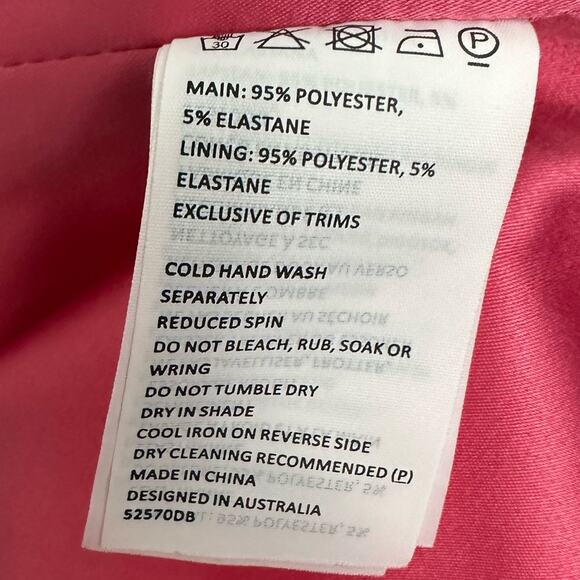 30
P
MAIN: 95% POLYESTER,
5% ELASTANE
LINING: 95% POLYESTER, 5%
ELASTANE
EXCLUSIVE OF TRIMS
COLD HAND WASH
SEPARATELY
REDUCED SPIN
DO NOT BLEACH, RUB, SOAK OR
WRING
DO NOT TUMBLE DRY
DRY IN SHADE
COOL IRON ON REVERSE SIDE
DRY CLEANING RECOMMENDED (P)
MADE IN CHINA
DESIGNED IN AUSTRALIA
52570DB